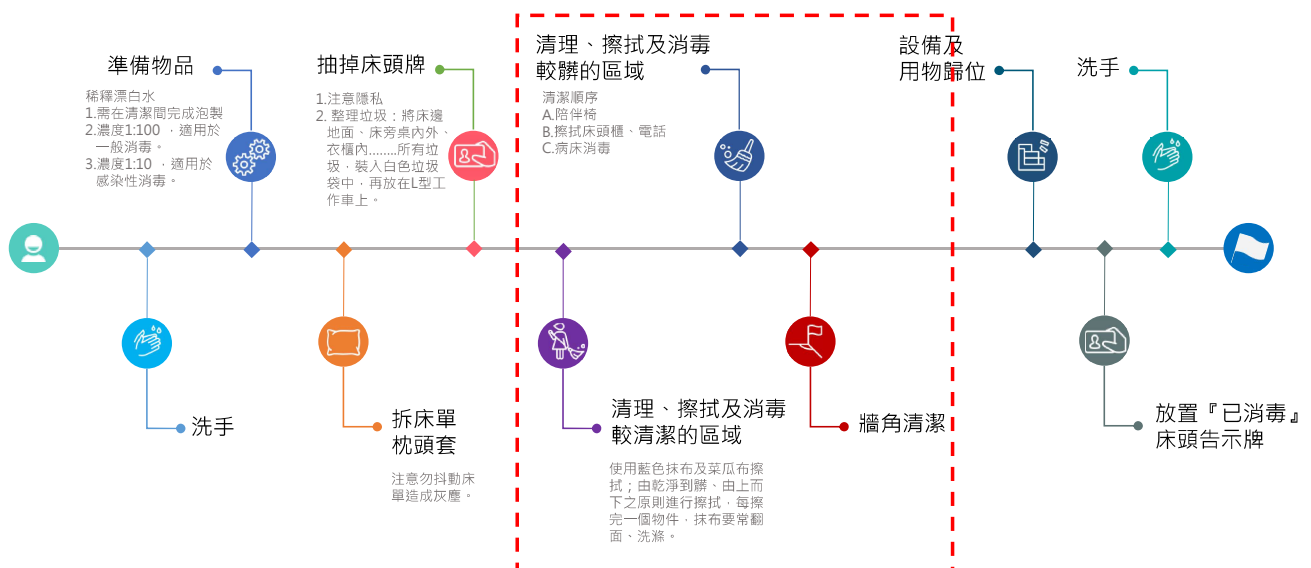 準備物品
稀釋漂白水
1.需在清潔間完成泡製
2.濃度1:100 ，適用於
一般消毒。
3.濃度1:10 ，適用於
感染性消毒。
抽掉床頭牌
1.注意隱私
2. 整理垃圾：將床邊
地面、床旁桌內外、
衣櫃內........所有垃
圾，裝入白色垃圾
袋中，再放在L型工
作車上。
清理、擦拭及消毒
較髒的區域
清潔順序
A.陪伴椅
B.擦拭床頭櫃、電話
C.病床消毒
設備及
用物歸位
洗手
洗手
拆床單
枕頭套
注意勿抖動床
單造成灰塵。
清理、擦拭及消毒
較清潔的區域
使用藍色抹布及菜瓜布擦
拭；由乾淨到髒、由上而
下之原則進行擦拭，每擦
完一個物件，抹布要常翻
面、洗滌。
牆角清潔
放置『已消毒』
床頭告示牌